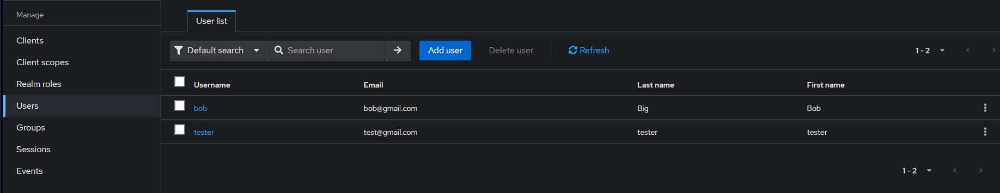 Manage
Clients
Client scopes
Realm roles
Users
Groups
Sessions
Events
User list
Default search Search user Add user Delete user Refresh 1 - 2
Username Email Last name First name
bob bob@gmail.com Big Bob
tester test@gmail.com tester tester
1 - 2